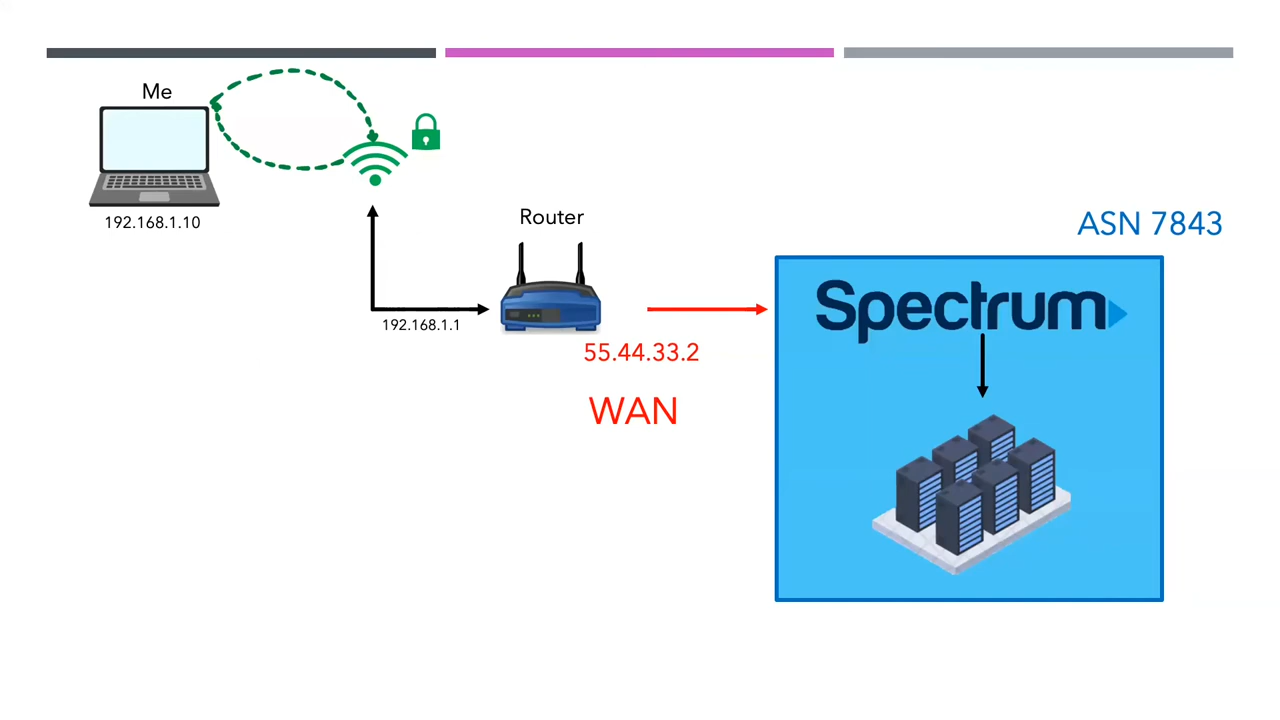 Me
192.168.1.10
Router
192.168.1.1
55.44.33.2
WAN
ASN 7843
Spectrum